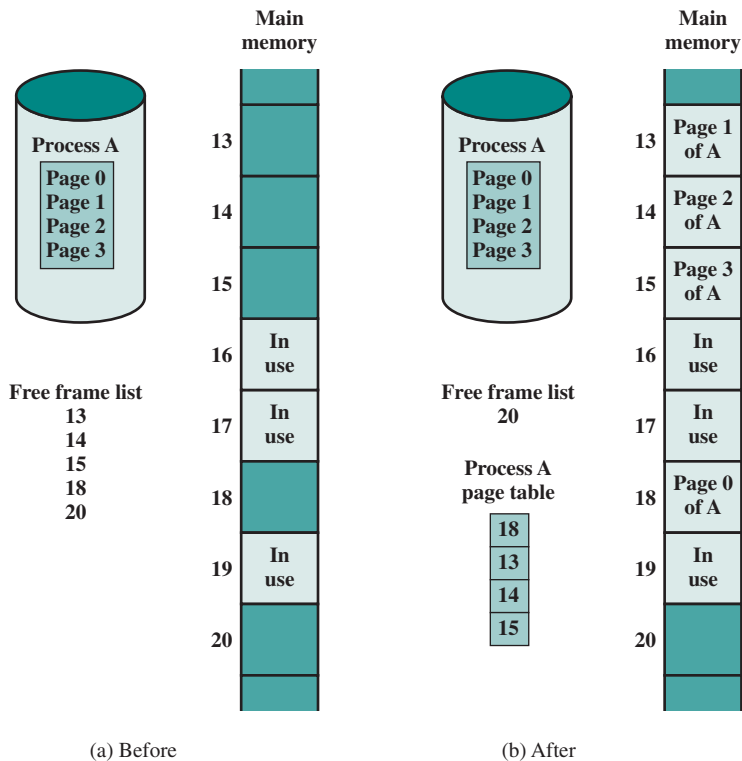 Main
memory
Process A
Page 0
Page 1
Page 2
Page 3
Free frame list
13
14
15
18
20
13
14
15
16
In
use
17
In
use
18
19
In
use
20
(a) Before
Main
memory
Process A
Page 0
Page 1
Page 2
Page 3
Free frame list
20
Process A
page table
18
13
14
15
13
Page 1
of A
14
Page 2
of A
15
Page 3
of A
16
In
use
17
In
use
18
Page 0
of A
19
In
use
20
(b) After